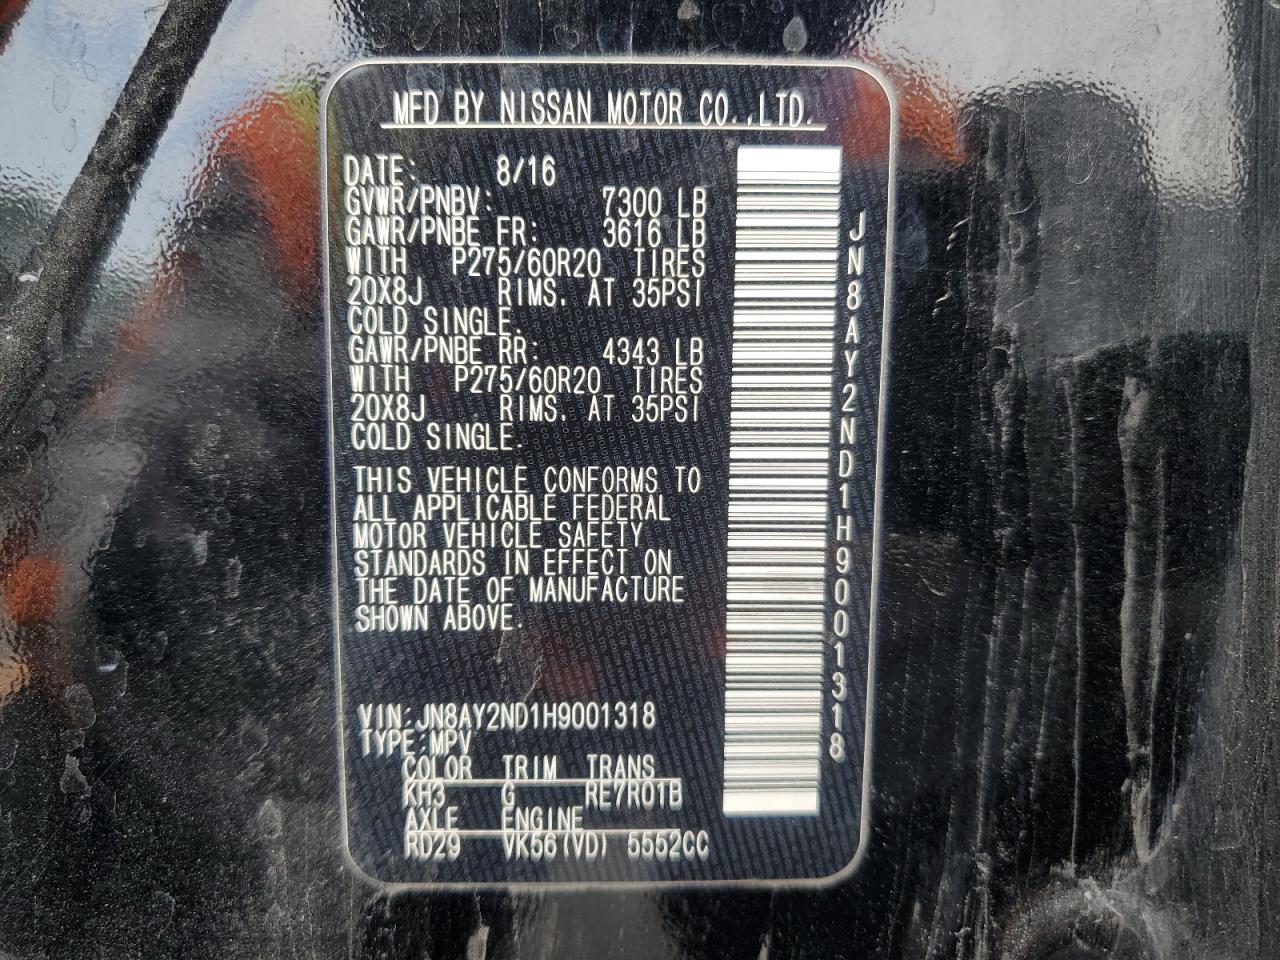 MFD BY NISSAN MOTOR CO.,LTD.
DATE: 8/16
GVWR/PNBV: 7300 LB
GAWR/PNBE FR: 3616 LB
WITH P275/60R20 TIRES
20X8J RIMS. AT 35PSI
COLD SINGLE.
GAWR/PNBE RR: 4343 LB
WITH P275/60R20 TIRES
20X8J RIMS. AT 35PSI
COLD SINGLE.
THIS VEHICLE CONFORMS TO
ALL APPLICABLE FEDERAL
MOTOR VEHICLE SAFETY
STANDARDS IN EFFECT ON
THE DATE OF MANUFACTURE
SHOWN ABOVE.
VIN:JN8AY2ND1H9001318
TYPE:MPV
COLOR TRIM TRANS
KH3 G RE7R01B
AXLE ENGINE
RD29 VK56(VD) 5552CC
JN8AY2ND1H9001318